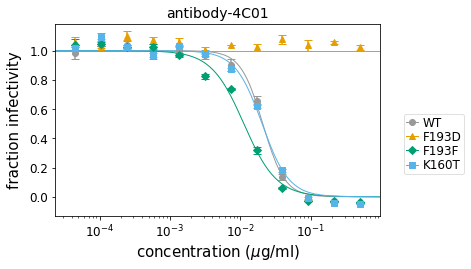 antibody-4C01
fraction infectivity
1.0
0.8
0.6
0.4
0.2
0.0
10⁻⁴ 10⁻³ 10⁻² 10⁻¹
concentration (μg/ml)
WT
F193D
F193F
K160T